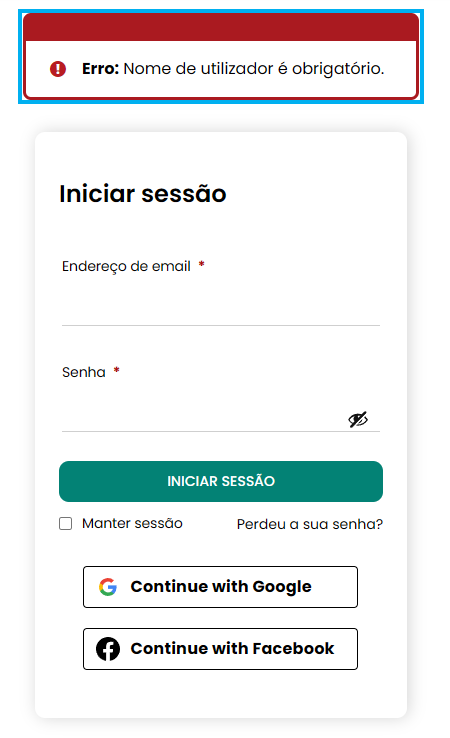 Erro: Nome de utilizador é obrigatório.
Iniciar sessão
Endereço de email *
Senha *
INICIAR SESSÃO
Manter sessão Perdeu a sua senha?
Continue with Google
Continue with Facebook